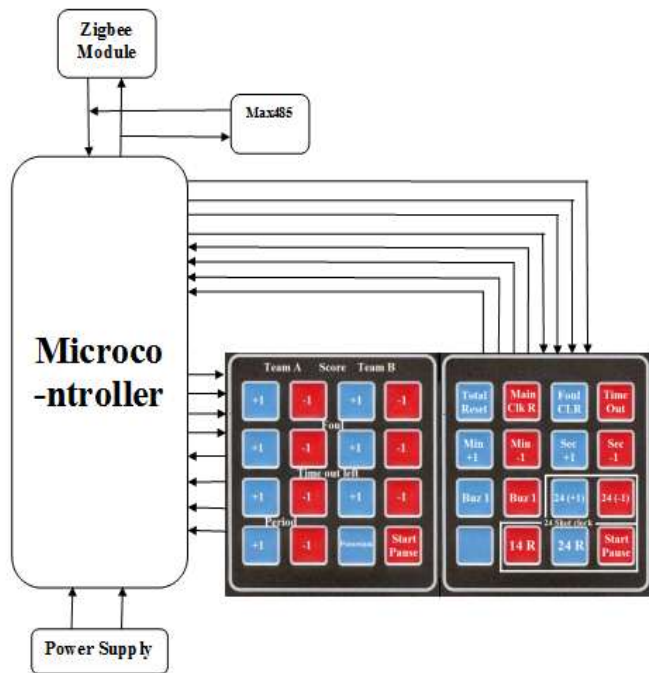 Zigbee
Module
Max485
Microco
-ntroller
Power Supply
Team A Score Team B
+1 -1 +1 -1
Foul
+1 -1 +1 -1
Time out left
+1 -1 +1 -1
Period
+1 -1 Start
Pause
Total
Reset
Main
Clk R
Foul
CLR
Time
Out
Min
+1
Min
-1
Sec
+1
Sec
-1
Buz 1 Buz 1 24 (+1) 24 (-1)
24 Shot clock
14 R 24 R Start
Pause